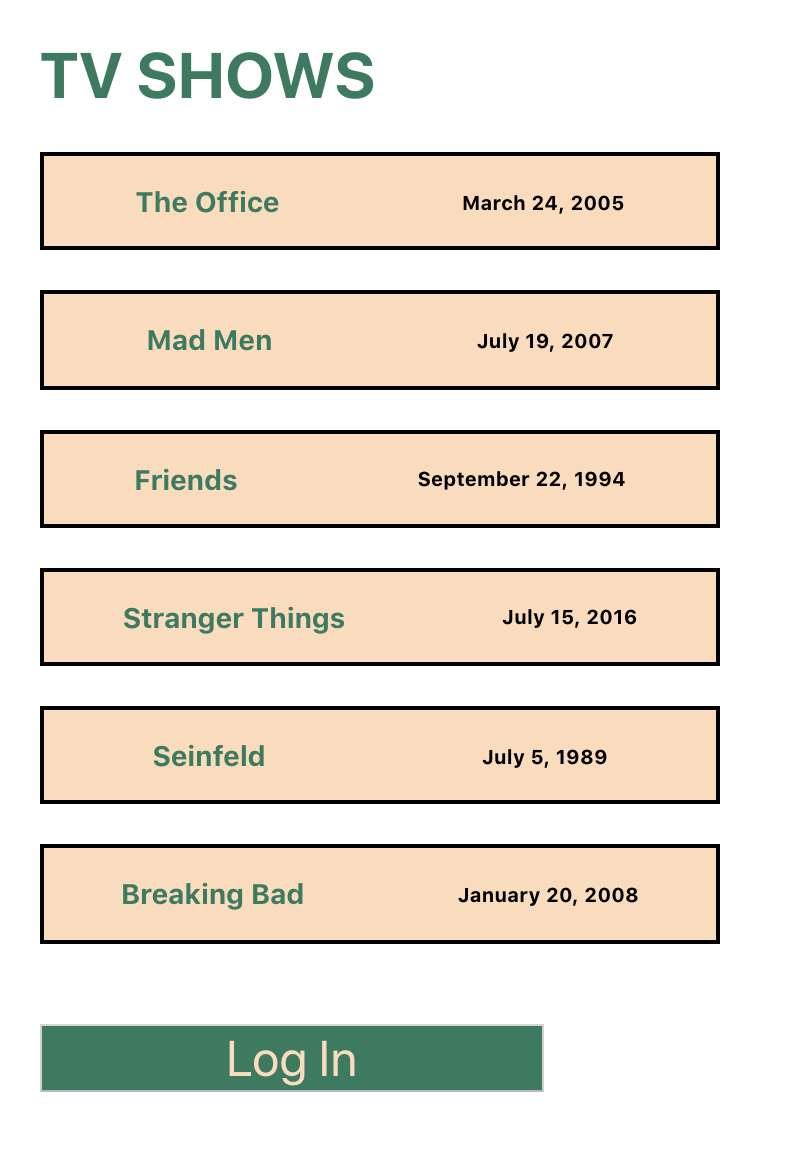 TV SHOWS
The Office March 24, 2005
Mad Men July 19, 2007
Friends September 22, 1994
Stranger Things July 15, 2016
Seinfeld July 5, 1989
Breaking Bad January 20, 2008
Log In